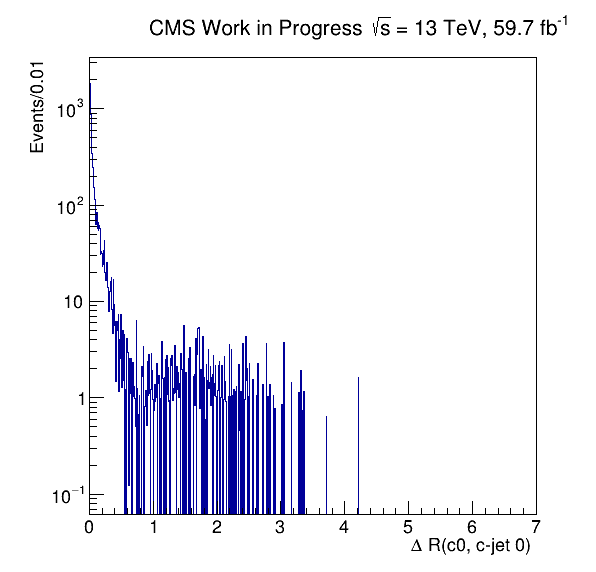 CMS Work in Progress √s = 13 TeV, 59.7 fb⁻¹
Events/0.01
10³
10²
10
1
10⁻¹
0 1 2 3 4 5 6 7
Δ R(c0, c-jet 0)